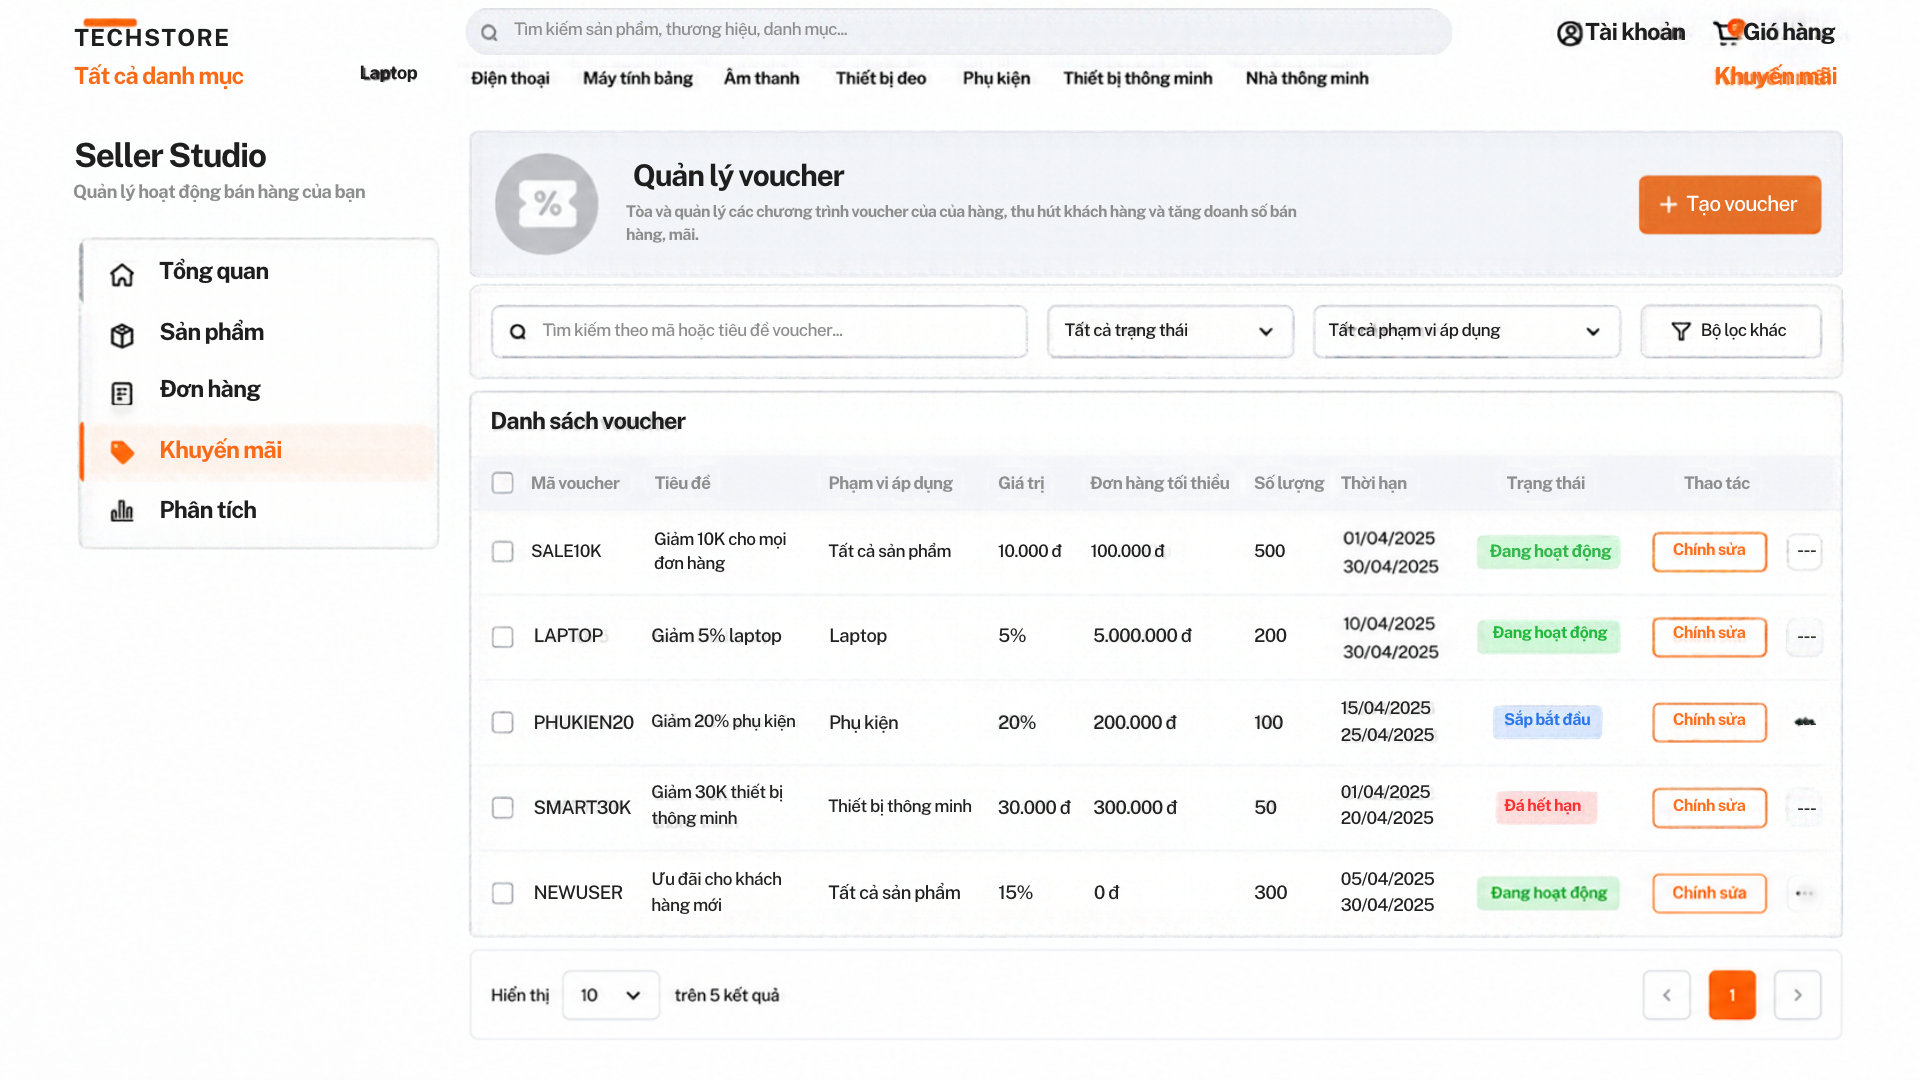 TECHSTORE
Tìm kiếm sản phẩm, thương hiệu, danh mục...
Tài khoản
Giỏ hàng
Tất cả danh mục
Laptop
Điện thoại
Máy tính bảng
Âm thanh
Thiết bị đeo
Phụ kiện
Thiết bị thông minh
Nhà thông minh
Khuyến mãi
Seller Studio
Quản lý hoạt động bán hàng của bạn
Tổng quan
Sản phẩm
Đơn hàng
Khuyến mãi
Phân tích
%
Quản lý voucher
Tòa và quản lý các chương trình voucher của của hàng, thu hút khách hàng và tăng doanh số bán
hàng, mãi.
+ Tạo voucher
Tìm kiếm theo mã hoặc tiêu đề voucher...
Tất cả trạng thái
Tất cả phạm vi áp dụng
Bộ lọc khác
Danh sách voucher
Mã voucher Tiêu đề Phạm vi áp dụng Giá trị Đơn hàng tối thiểu Số lượng Thời hạn Trạng thái Thao tác
SALE10K
Giảm 10K cho mọi
đơn hàng
Tất cả sản phẩm
10.000 đ
100.000 đ
500
01/04/2025
30/04/2025
Đang hoạt động
Chính sửa
---
LAPTOP
Giảm 5% laptop
Laptop
5%
5.000.000 đ
200
10/04/2025
30/04/2025
Đang hoạt động
Chính sửa
---
PHUKIEN20
Giảm 20% phụ kiện
Phụ kiện
20%
200.000 đ
100
15/04/2025
25/04/2025
Sắp bắt đầu
Chính sửa
SMART30K
Giảm 30K thiết bị
thông minh
Thiết bị thông minh
30.000 đ
300.000 đ
50
01/04/2025
20/04/2025
Đá hết hạn
Chính sửa
---
NEWUSER
Ưu đãi cho khách
hàng mới
Tất cả sản phẩm
15%
0 đ
300
05/04/2025
30/04/2025
Đang hoạt động
Chính sửa
...
Hiển thị 10 trên 5 kết quả
1